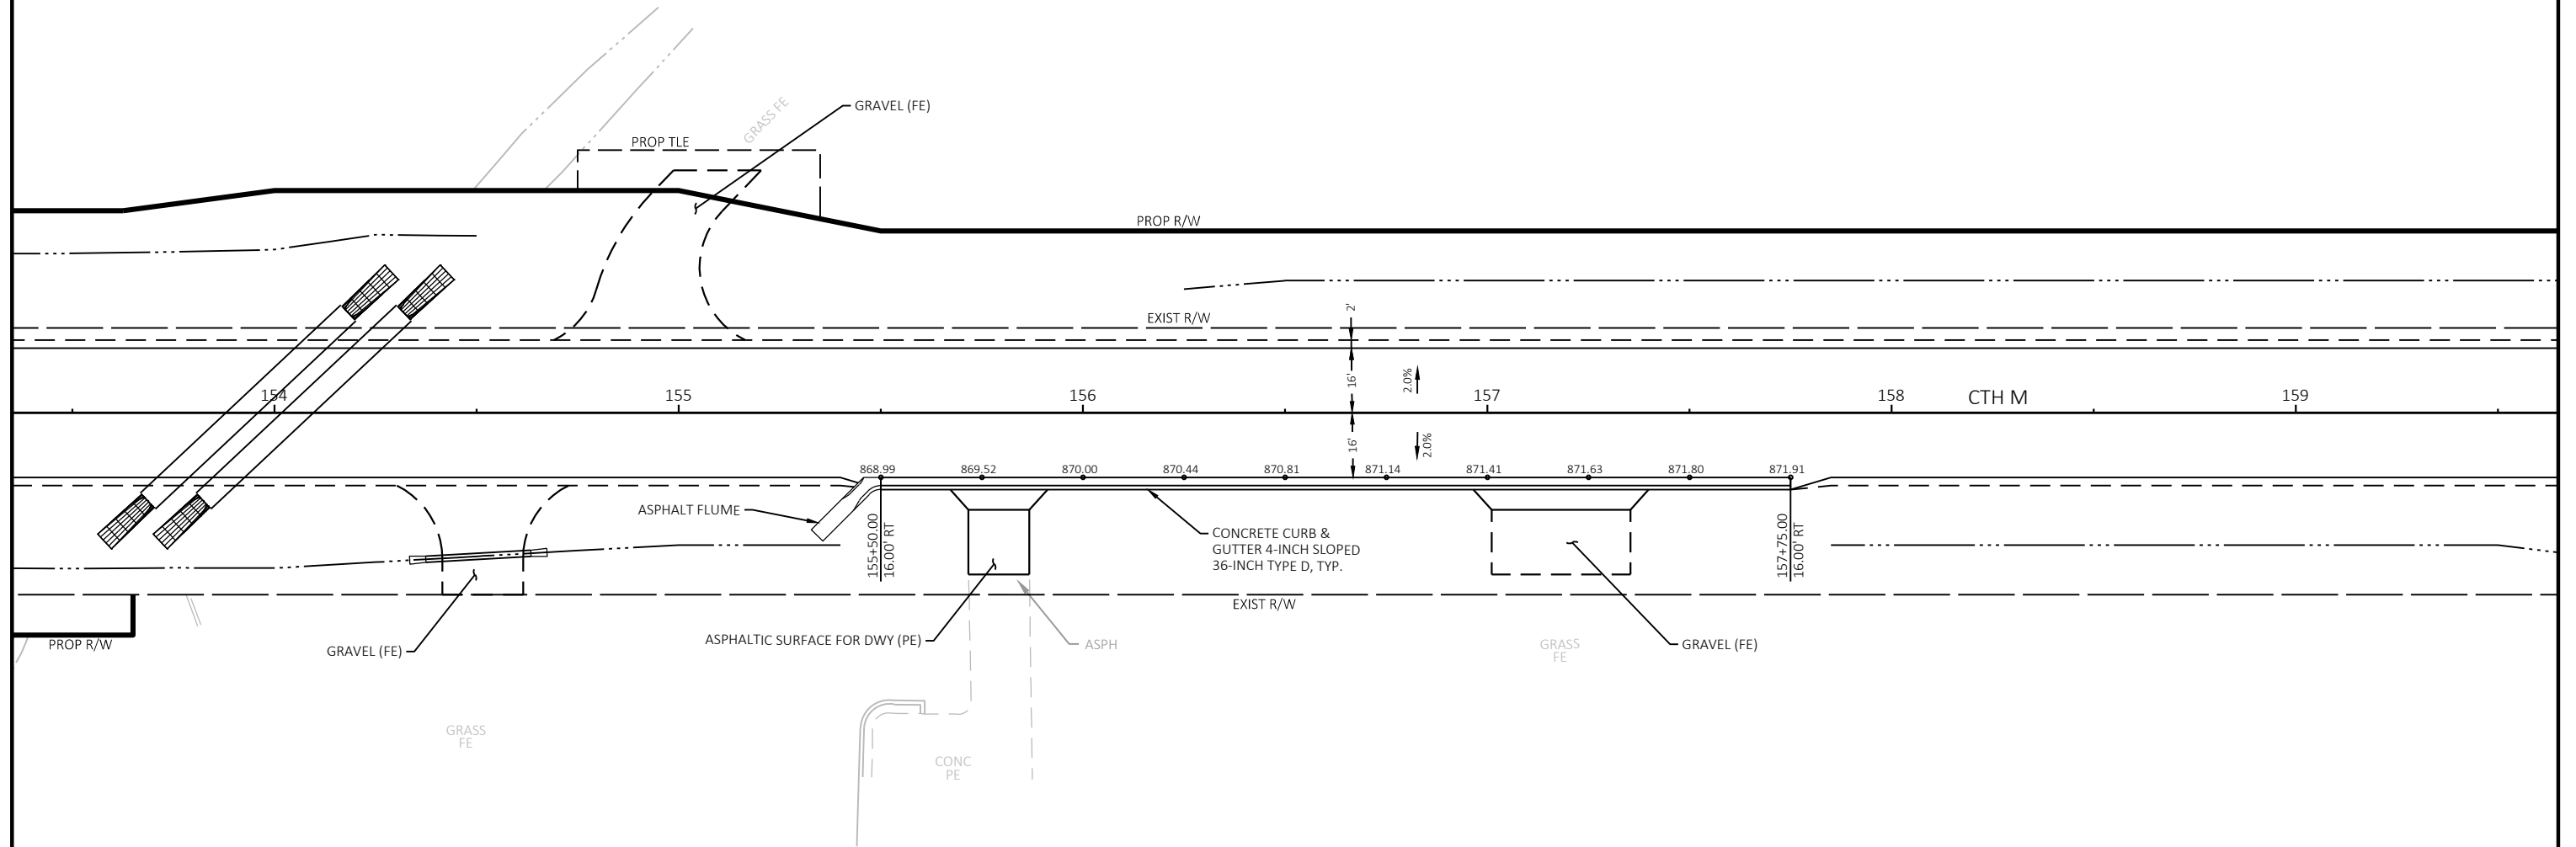 GRASS FE
GRAVEL (FE)
PROP TLE
PROP R/W
EXIST R/W
2'
16'
2.0%
154
155
156
157
158
CTH M
159
16'
2.0%
868.99
869.52
870.00
870.44
870.81
871.14
871.41
871.63
871.80
871.91
ASPHALT FLUME
155+50.00
16.00' RT
CONCRETE CURB &
GUTTER 4-INCH SLOPED
36-INCH TYPE D, TYP.
157+75.00
16.00' RT
EXIST R/W
PROP R/W
GRAVEL (FE)
ASPHALTIC SURFACE FOR DWY (PE)
ASPH
GRASS
FE
GRAVEL (FE)
GRASS
FE
CONC
PE